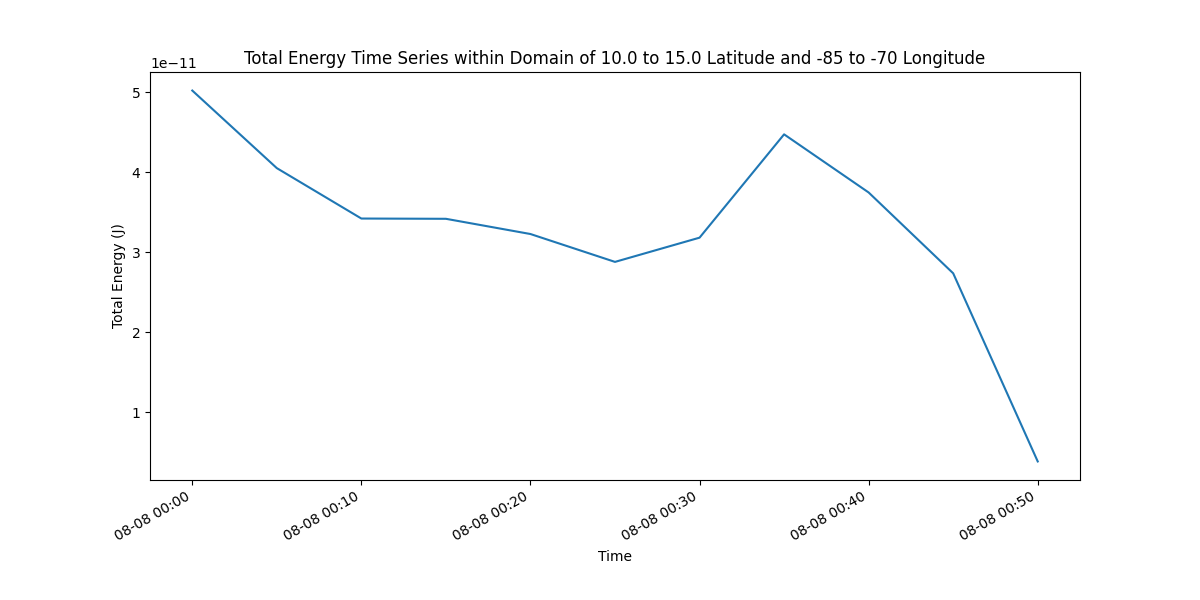 Total Energy Time Series within Domain of 10.0 to 15.0 Latitude and -85 to -70 Longitude
1e−11
5
4
3
2
1
Total Energy (J)
08-08 00:00
08-08 00:10
08-08 00:20
08-08 00:30
08-08 00:40
08-08 00:50
Time